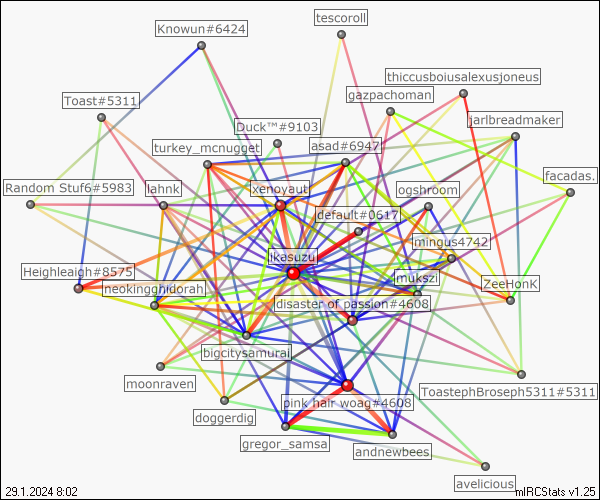 tescoroll
Knowun#6424
thiccusboiusalexusjoneus
gazpachoman
Toast#5311
jarlbreadmaker
Duck™#9103
turkey_mcnugget
asad#6947
facadas.
Random Stuf6#5983
lahnk
xenoyaut
ogshroom
default#0617
mingus4742
ikasuzu
Heighleaigh#8575
mukszi
ZeeHonK
neokingghidorah
disaster of passion#4608
bigcitysamurai
moonraven
ToastephBroseph5311#5311
pink hair woag#4608
doggerdig
gregor_samsa
andnewbees
avelicious
29.1.2024 8:02
mIRCStats v1.25